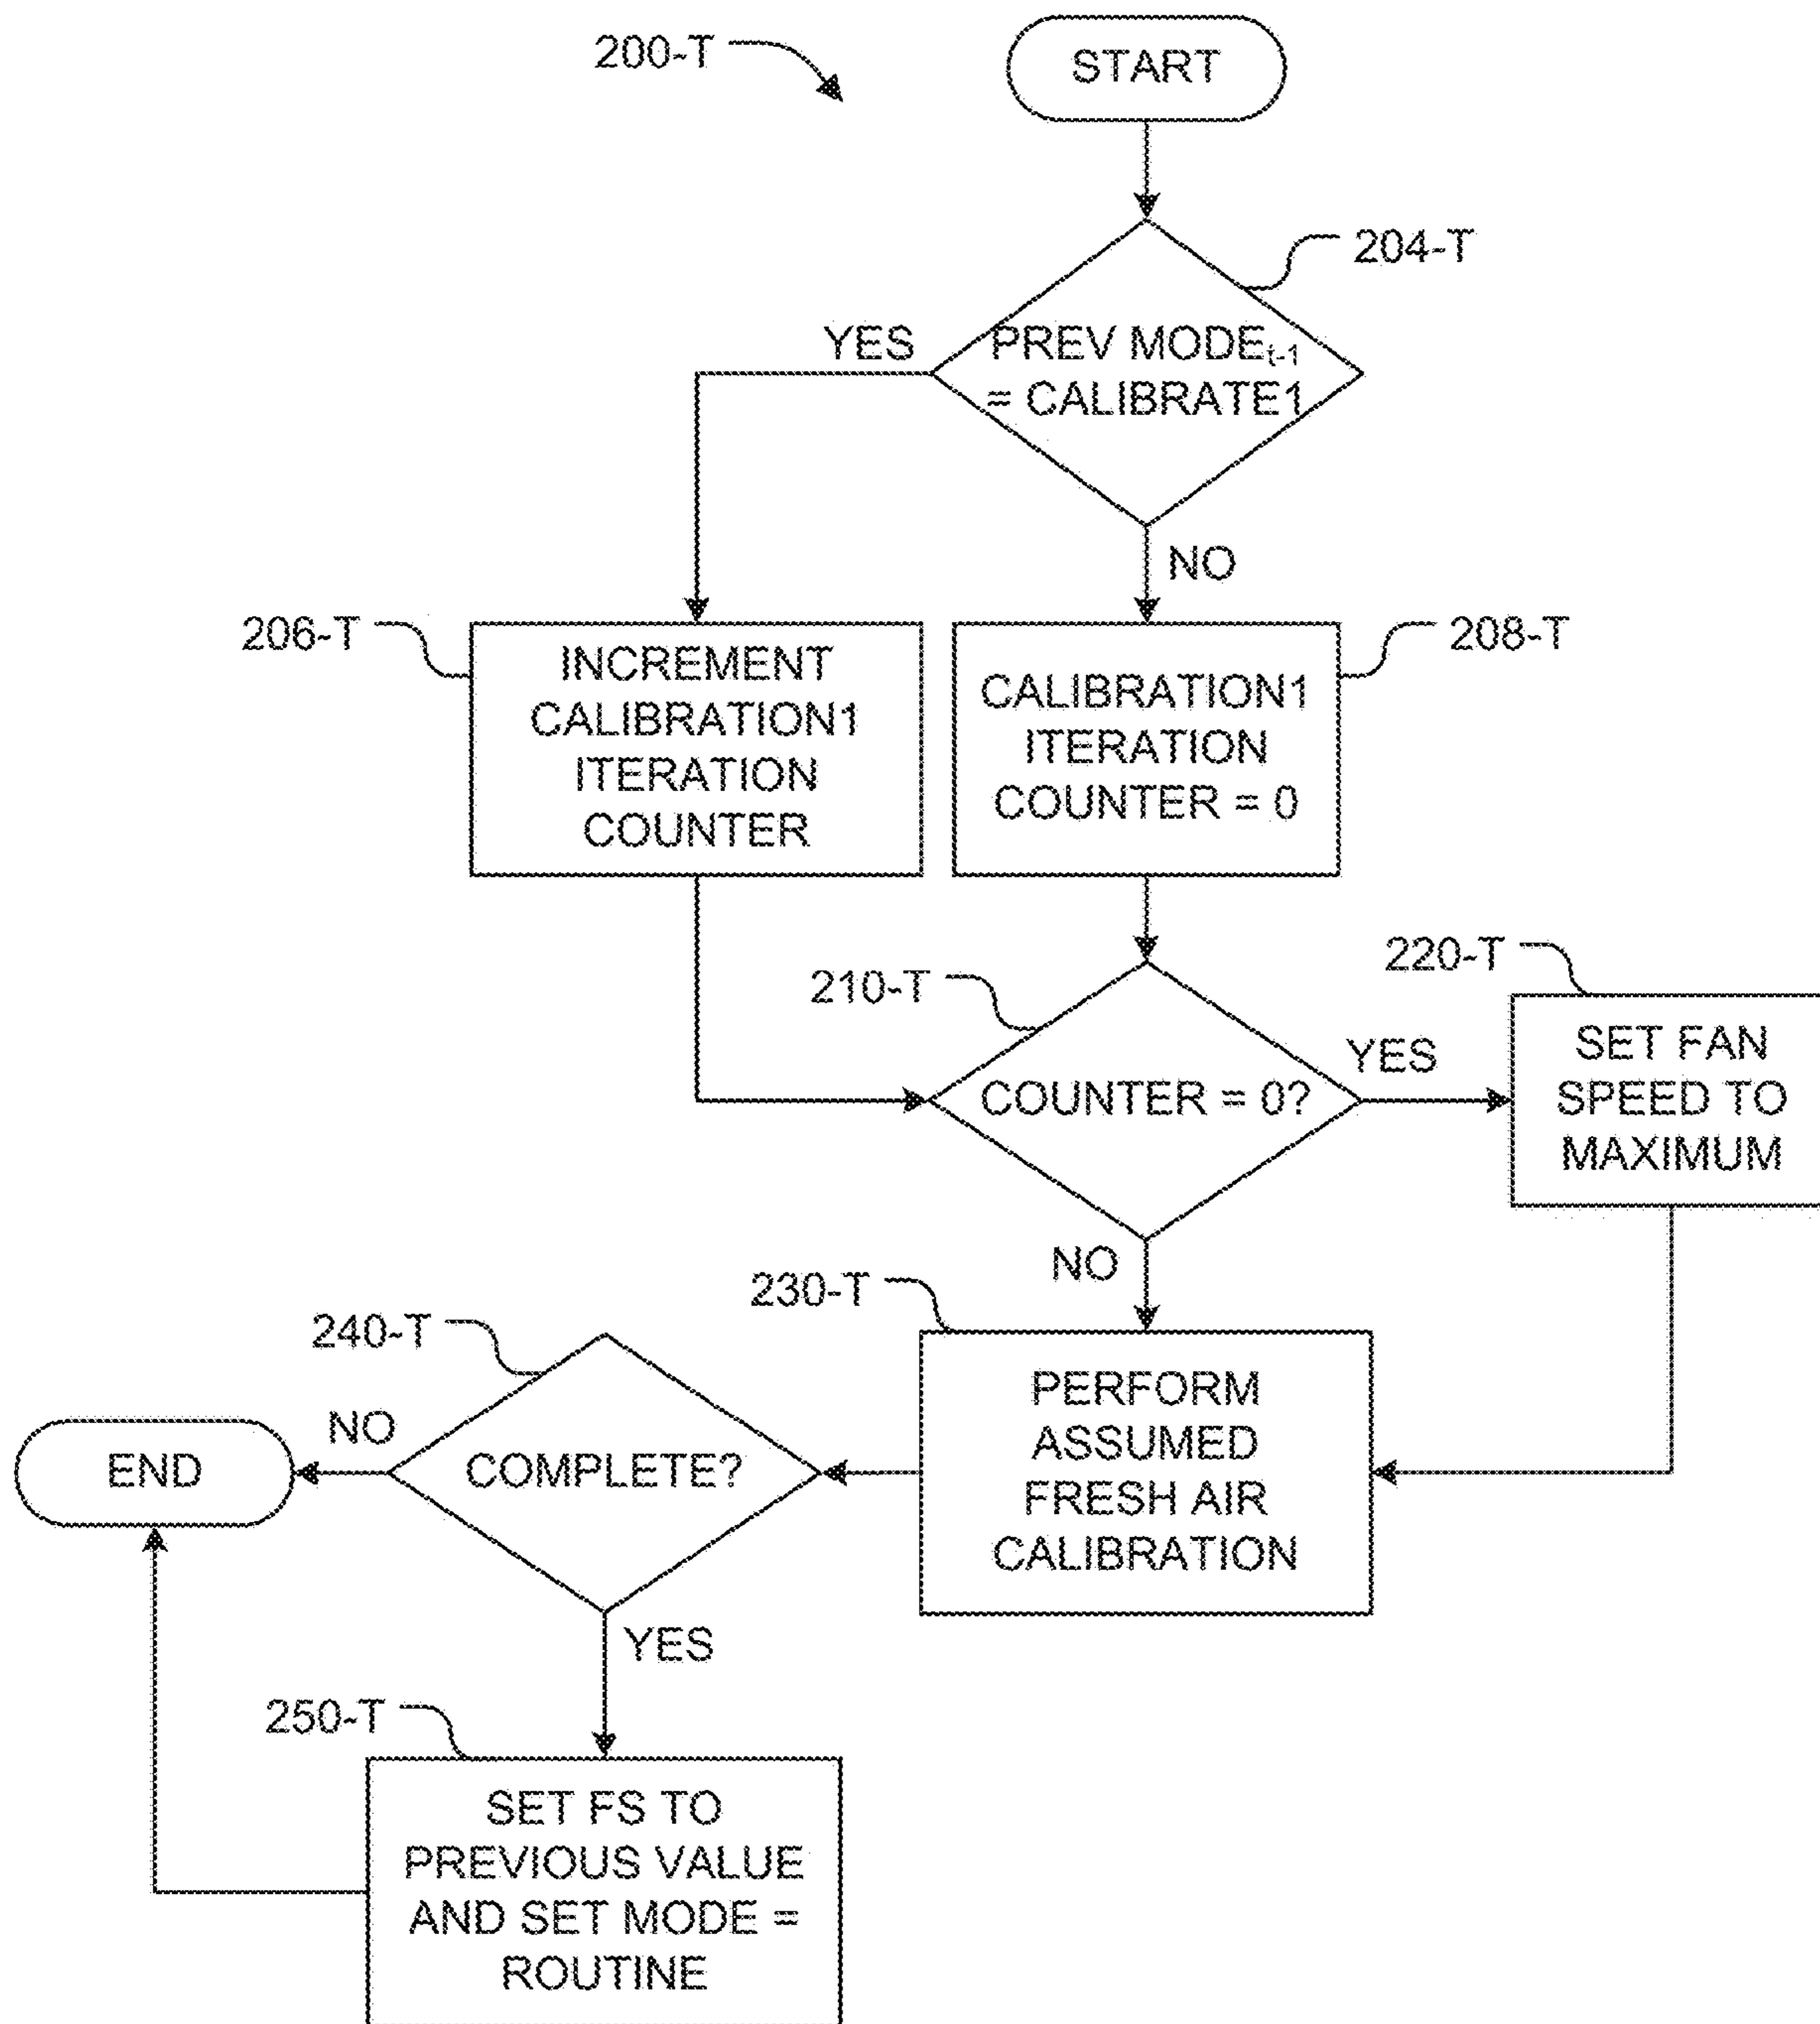 200-T
START
204-T
YES
PREV MODEt-1
= CALIBRATE1
NO
206-T
INCREMENT
CALIBRATION1
ITERATION
COUNTER
208-T
CALIBRATION1
ITERATION
COUNTER = 0
210-T
COUNTER = 0?
YES
220-T
SET FAN
SPEED TO
MAXIMUM
NO
230-T
PERFORM
ASSUMED
FRESH AIR
CALIBRATION
240-T
COMPLETE?
NO
END
YES
250-T
SET FS TO
PREVIOUS VALUE
AND SET MODE =
ROUTINE